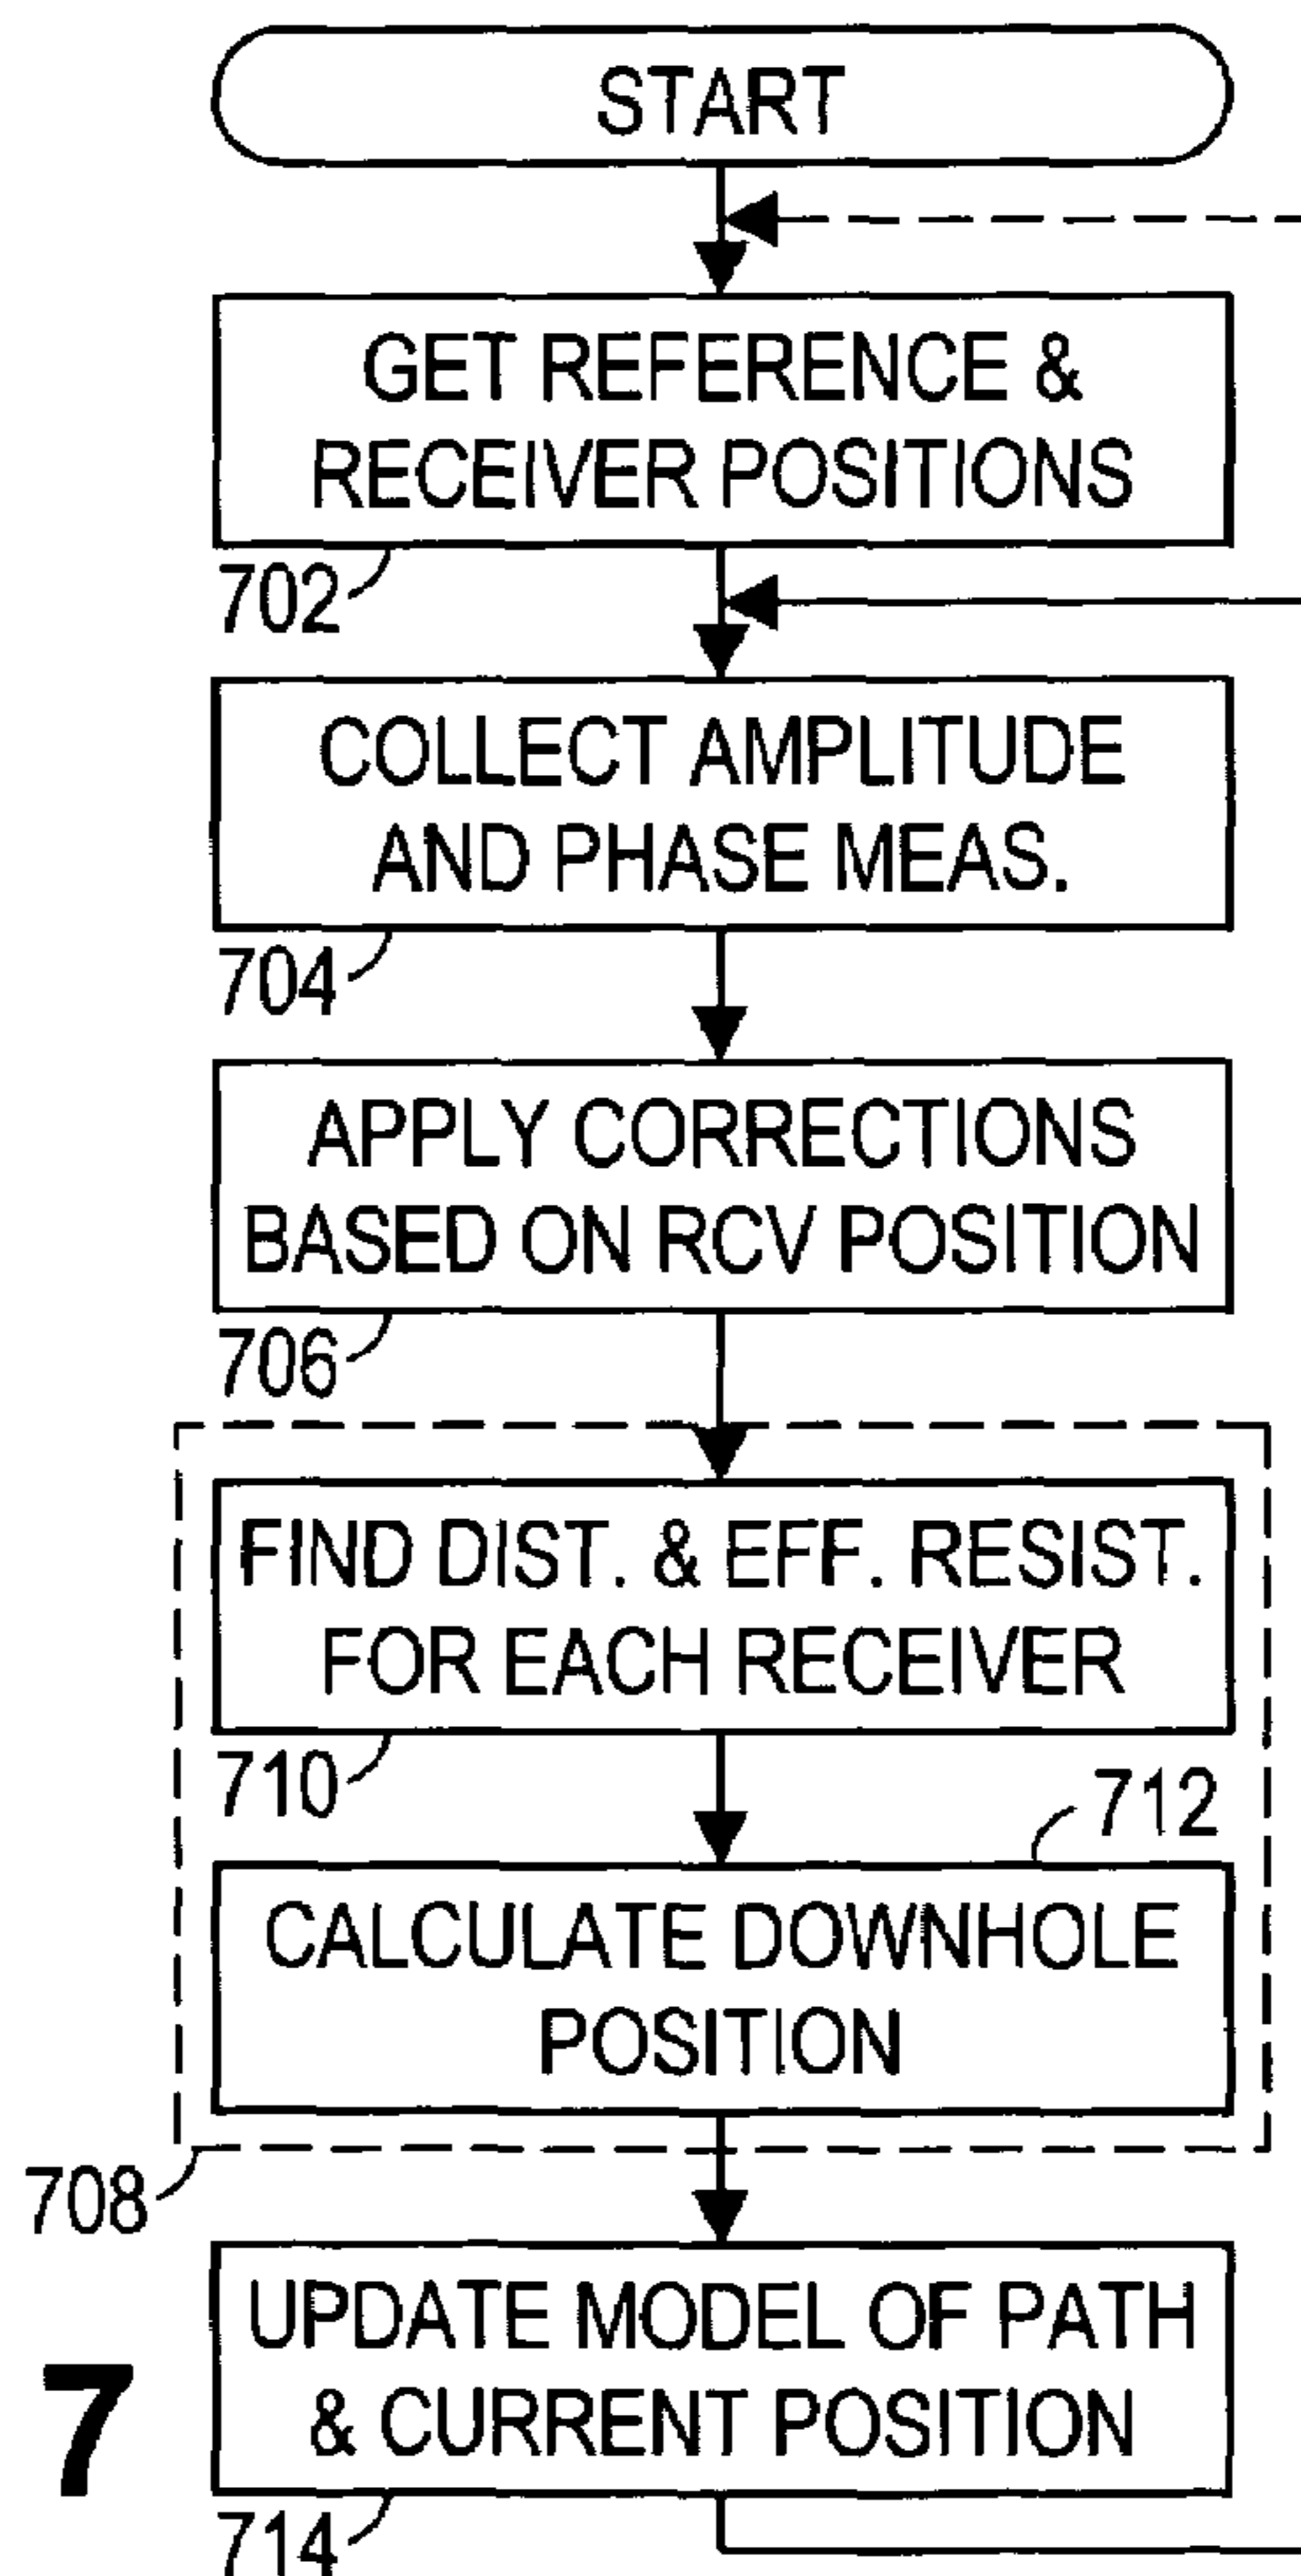 START
GET REFERENCE &
RECEIVER POSITIONS
702
COLLECT AMPLITUDE
AND PHASE MEAS.
704
APPLY CORRECTIONS
BASED ON RCV POSITION
706
FIND DIST. & EFF. RESIST.
FOR EACH RECEIVER
710
712
CALCULATE DOWNHOLE
POSITION
708
UPDATE MODEL OF PATH
& CURRENT POSITION
7
714